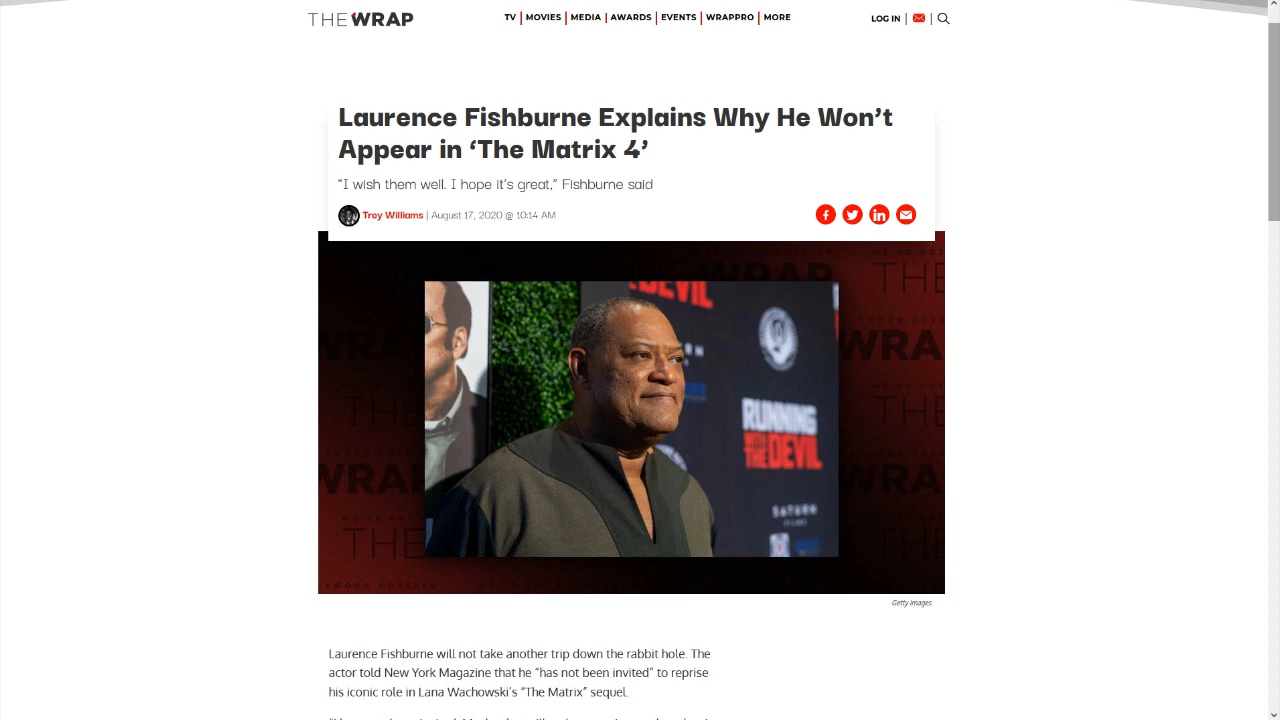 THEWRAP
TV | MOVIES | MEDIA | AWARDS | EVENTS | WRAPPRO | MORE
LOG IN | |
Laurence Fishburne Explains Why He Won't
Appear in 'The Matrix 4'
"I wish them well. I hope it's great," Fishburne said
Trey Williams | August 17, 2020 @ 10:14 AM
DEVIL
RUNNING
WITH
THE DEVIL
SATURN
Getty Images
Laurence Fishburne will not take another trip down the rabbit hole. The
actor told New York Magazine that he "has not been invited" to reprise
his iconic role in Lana Wachowski's "The Matrix" sequel.